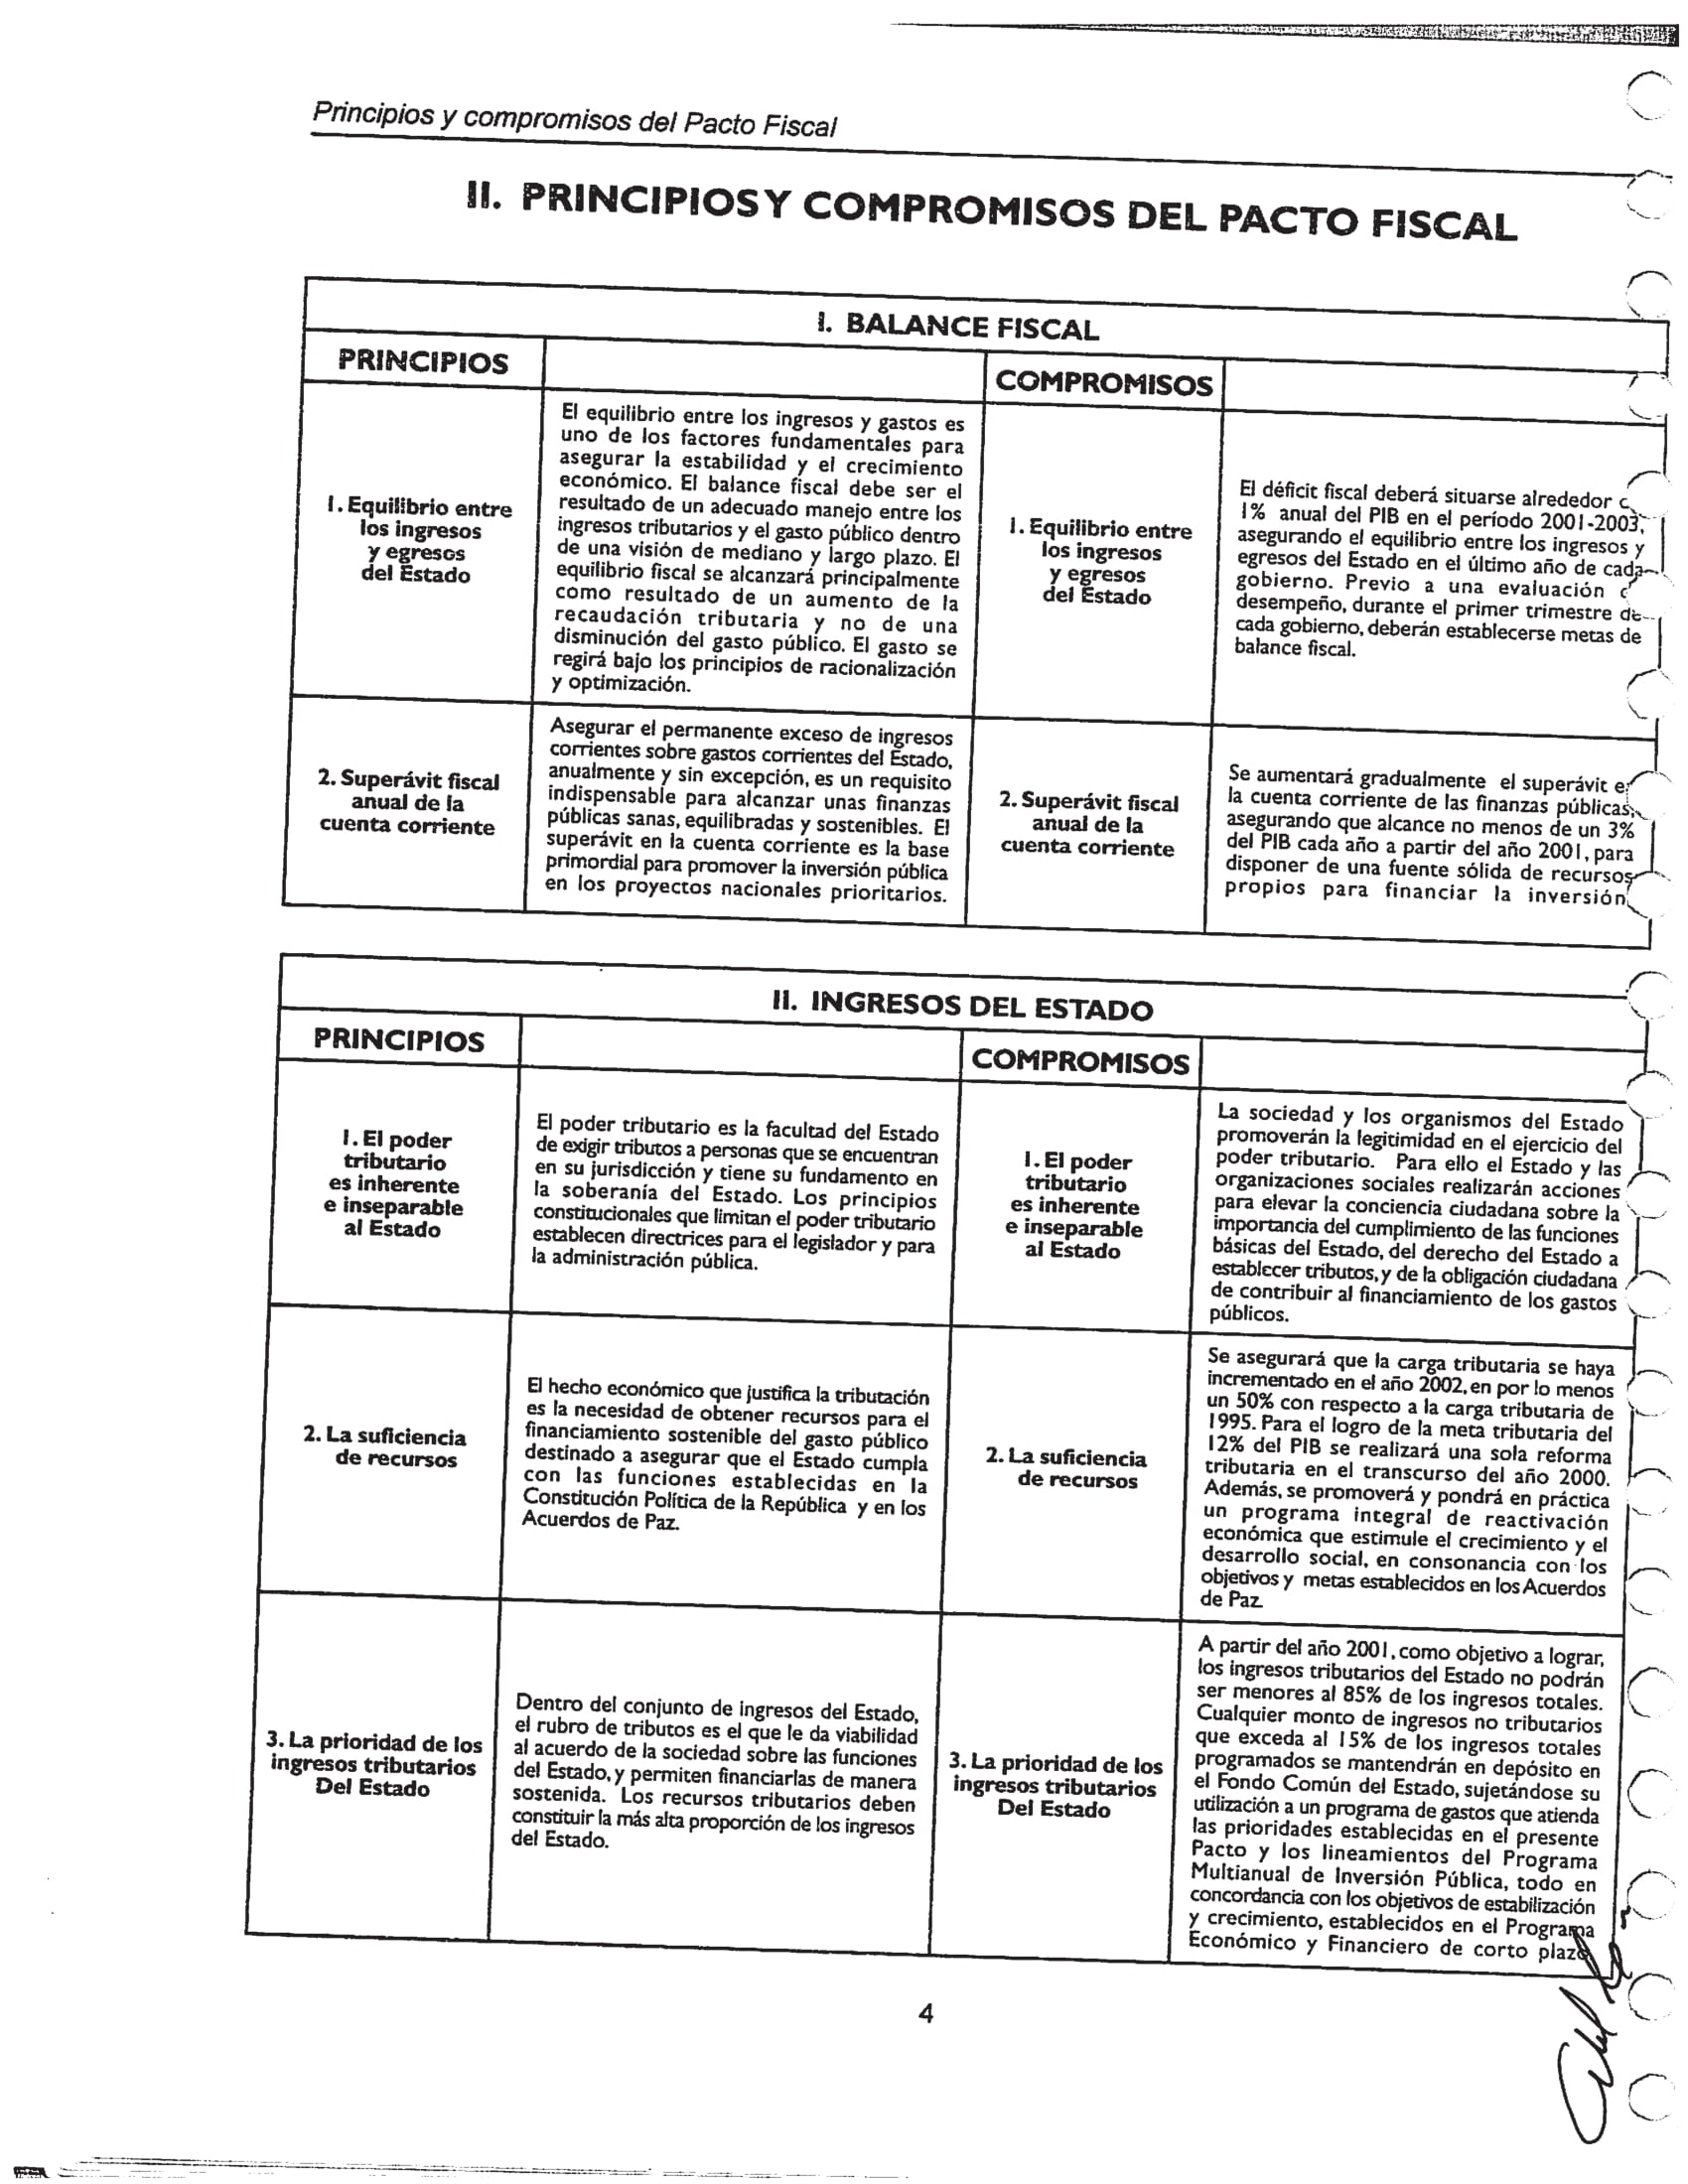 Principios y compromisos del Pacto Fiscal
II. PRINCIPIOS Y COMPROMISOS DEL PACTO FISCAL
I. BALANCE FISCAL
PRINCIPIOS
COMPROMISOS
1. Equilibrio entre
los ingresos
y egresos
del Estado
El equilibrio entre los ingresos y gastos es
uno de los factores fundamentales para
asegurar la estabilidad y el crecimiento
económico. El balance fiscal debe ser el
resultado de un adecuado manejo entre los
ingresos tributarios y el gasto público dentro
de una visión de mediano y largo plazo. El
equilibrio fiscal se alcanzará principalmente
como resultado de un aumento de la
recaudación tributaria y no de una
disminución del gasto público. El gasto se
regirá bajo los principios de racionalización
y optimización.
1. Equilibrio entre
los ingresos
y egresos
del Estado
El déficit fiscal deberá situarse alrededor
1% anual del PIB en el período 2001-2003,
asegurando el equilibrio entre los ingresos y
egresos del Estado en el último año de cada
gobierno. Previo a una evaluación
desempeño, durante el primer trimestre de
cada gobierno, deberán establecerse metas de
balance fiscal.
2. Superávit fiscal
anual de la
cuenta corriente
Asegurar el permanente exceso de ingresos
corrientes sobre gastos corrientes del Estado,
anualmente y sin excepción, es un requisito
indispensable para alcanzar unas finanzas
públicas sanas, equilibradas y sostenibles. El
superávit en la cuenta corriente es la base
primordial para promover la inversión pública
en los proyectos nacionales prioritarios.
2. Superávit fiscal
anual de la
cuenta corriente
Se aumentará gradualmente el superávit
la cuenta corriente de las finanzas públicas,
asegurando que alcance no menos de un 3%
del PIB cada año a partir del año 2001, para
disponer de una fuente sólida de recursos
propios para financiar la inversión
II. INGRESOS DEL ESTADO
PRINCIPIOS
COMPROMISOS
1. El poder
tributario
es inherente
e inseparable
al Estado
El poder tributario es la facultad del Estado
de exigir tributos a personas que se encuentran
en su jurisdicción y tiene su fundamento en
la soberanía del Estado. Los principios
constitucionales que limitan el poder tributario
establecen directrices para el legislador y para
la administración pública.
1. El poder
tributario
es inherente
e inseparable
al Estado
La sociedad y los organismos del Estado
promoverán la legitimidad en el ejercicio del
poder tributario. Para ello el Estado y las
organizaciones sociales realizarán acciones
para elevar la conciencia ciudadana sobre la
importancia del cumplimiento de las funciones
básicas del Estado, del derecho del Estado a
establecer tributos, y de la obligación ciudadana
de contribuir al financiamiento de los gastos
públicos.
2. La suficiencia
de recursos
El hecho económico que justifica la tributación
es la necesidad de obtener recursos para el
financiamiento sostenible del gasto público
destinado a asegurar que el Estado cumpla
con las funciones establecidas en la
Constitución Política de la República y en los
Acuerdos de Paz.
2. La suficiencia
de recursos
Se asegurará que la carga tributaria se haya
incrementado en el año 2002, en por lo menos
un 50% con respecto a la carga tributaria de
1995. Para el logro de la meta tributaria del
12% del PIB se realizará una sola reforma
tributaria en el transcurso del año 2000.
Además, se promoverá y pondrá en práctica
un programa integral de reactivación
económica que estimule el crecimiento y el
desarrollo social, en consonancia con los
objetivos y metas establecidos en los Acuerdos
de Paz.
3. La prioridad de los
ingresos tributarios
Del Estado
Dentro del conjunto de ingresos del Estado,
el rubro de tributos es el que le da viabilidad
al acuerdo de la sociedad sobre las funciones
del Estado, y permiten financiarlas de manera
sostenida. Los recursos tributarios deben
constituir la más alta proporción de los ingresos
del Estado.
3. La prioridad de los
ingresos tributarios
Del Estado
A partir del año 2001, como objetivo a lograr,
los ingresos tributarios del Estado no podrán
ser menores al 85% de los ingresos totales.
Cualquier monto de ingresos no tributarios
que exceda al 15% de los ingresos totales
programados se mantendrán en depósito en
el Fondo Común del Estado, sujetándose su
utilización a un programa de gastos que atienda
las prioridades establecidas en el presente
Pacto y los lineamientos del Programa
Multianual de Inversión Pública, todo en
concordancia con los objetivos de estabilización
y crecimiento, establecidos en el Programa
Económico y Financiero de corto plazo
4